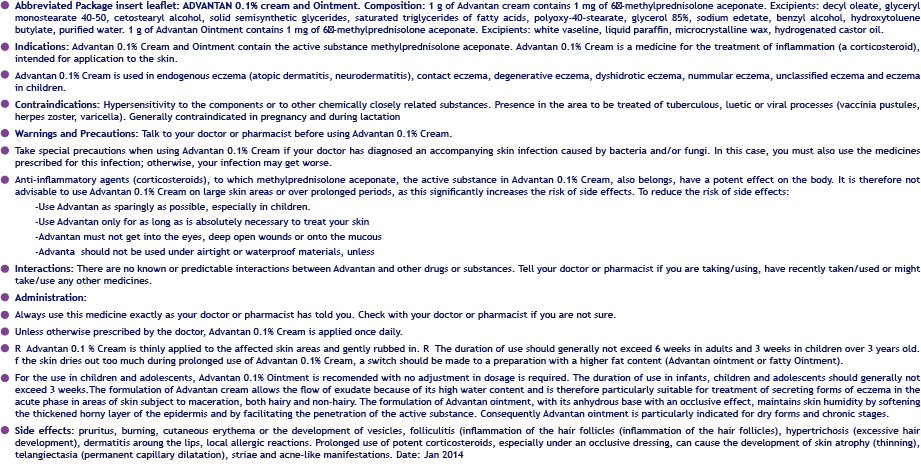 Abbreviated Package insert leaflet: ADVANTAN 0.1% cream and Ointment. Composition: 1 g of Advantan cream contains 1 mg of 6�-methylprednisolone aceponate. Excipients: decyl oleate, glyceryl
monostearate 40-50, cetostearyl alcohol, solid semisynthetic glycerides, saturated triglycerides of fatty acids, polyoxy-40-stearate, glycerol 85%, sodium edetate, benzyl alcohol, hydroxytoluene
butylate, purified water. 1 g of Advantan Ointment contains 1 mg of 6�-methylprednisolone aceponate. Excipients: white vaseline, liquid paraffin, microcrystalline wax, hydrogenated castor oil.
Indications: Advantan 0.1% Cream and Ointment contain the active substance methylprednisolone aceponate. Advantan 0.1% Cream is a medicine for the treatment of inflammation (a corticosteroid),
intended for application to the skin.
Advantan 0.1% Cream is used in endogenous eczema (atopic dermatitis, neurodermatitis), contact eczema, degenerative eczema, dyshidrotic eczema, nummular eczema, unclassified eczema and eczema
in children.
Contraindications: Hypersensitivity to the components or to other chemically closely related substances. Presence in the area to be treated of tuberculous, luetic or viral processes (vaccinia pustules,
herpes zoster, varicella). Generally contraindicated in pregnancy and during lactation
Warnings and Precautions: Talk to your doctor or pharmacist before using Advantan 0.1% Cream.
Take special precautions when using Advantan 0.1% Cream if your doctor has diagnosed an accompanying skin infection caused by bacteria and/or fungi. In this case, you must also use the medicines
prescribed for this infection; otherwise, your infection may get worse.
Anti-inflammatory agents (corticosteroids), to which methylprednisolone aceponate, the active substance in Advantan 0.1% Cream, also belongs, have a potent effect on the body. It is therefore not
advisable to use Advantan 0.1% Cream on large skin areas or over prolonged periods, as this significantly increases the risk of side effects. To reduce the risk of side effects:
-Use Advantan as sparingly as possible, especially in children.
-Use Advantan only for as long as is absolutely necessary to treat your skin
-Advantan must not get into the eyes, deep open wounds or onto the mucous
-Advanta  should not be used under airtight or waterproof materials, unless
Interactions: There are no known or predictable interactions between Advantan and other drugs or substances. Tell your doctor or pharmacist if you are taking/using, have recently taken/used or might
take/use any other medicines.
Administration:
Always use this medicine exactly as your doctor or pharmacist has told you. Check with your doctor or pharmacist if you are not sure.
Unless otherwise prescribed by the doctor, Advantan 0.1% Cream is applied once daily.
R  Advantan 0.1 % Cream is thinly applied to the affected skin areas and gently rubbed in. R  The duration of use should generally not exceed 6 weeks in adults and 3 weeks in children over 3 years old.
f the skin dries out too much during prolonged use of Advantan 0.1% Cream, a switch should be made to a preparation with a higher fat content (Advantan ointment or fatty Ointment).
For the use in children and adolescents, Advantan 0.1% Ointment is recomended with no adjustment in dosage is required. The duration of use in infants, children and adolescents should generally not
exceed 3 weeks.The formulation of Advantan cream allows the flow of exudate because of its high water content and is therefore particularly suitable for treatment of secreting forms of eczema in the
acute phase in areas of skin subject to maceration, both hairy and non-hairy. The formulation of Advantan ointment, with its anhydrous base with an occlusive effect, maintains skin humidity by softening
the thickened horny layer of the epidermis and by facilitating the penetration of the active substance. Consequently Advantan ointment is particularly indicated for dry forms and chronic stages.
Side effects: pruritus, burning, cutaneous erythema or the development of vesicles, folliculitis (inflammation of the hair follicles (inflammation of the hair follicles), hypertrichosis (excessive hair
development), dermatitis aroung the lips, local allergic reactions. Prolonged use of potent corticosteroids, especially under an occlusive dressing, can cause the development of skin atrophy (thinning),
telangiectasia (permanent capillary dilatation), striae and acne-like manifestations. Date: Jan 2014